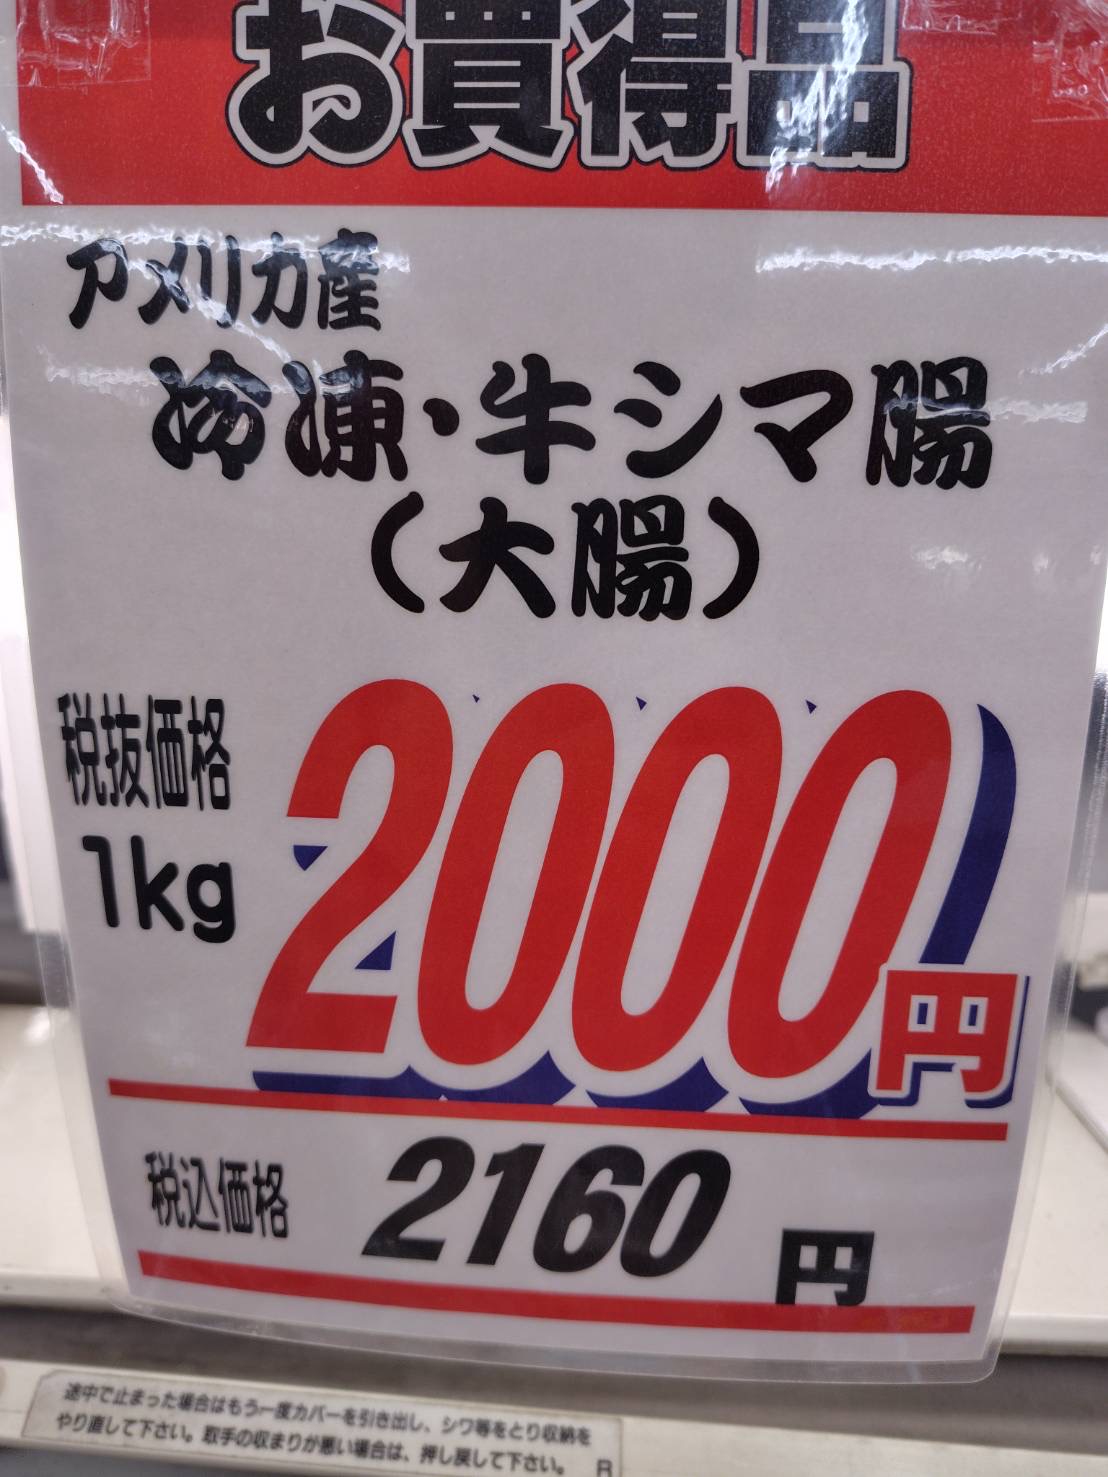 お買得品
アメリカ産
冷凍・牛シマ腸
（大腸）
税抜価格
1kg
2000円
税込価格 2160 円
途中で止まった場合はもう一度カバーを引き出し、シワ等をとり収納を
やり直して下さい。取手の収まりが悪い場合は、押し戻して下さい。 R